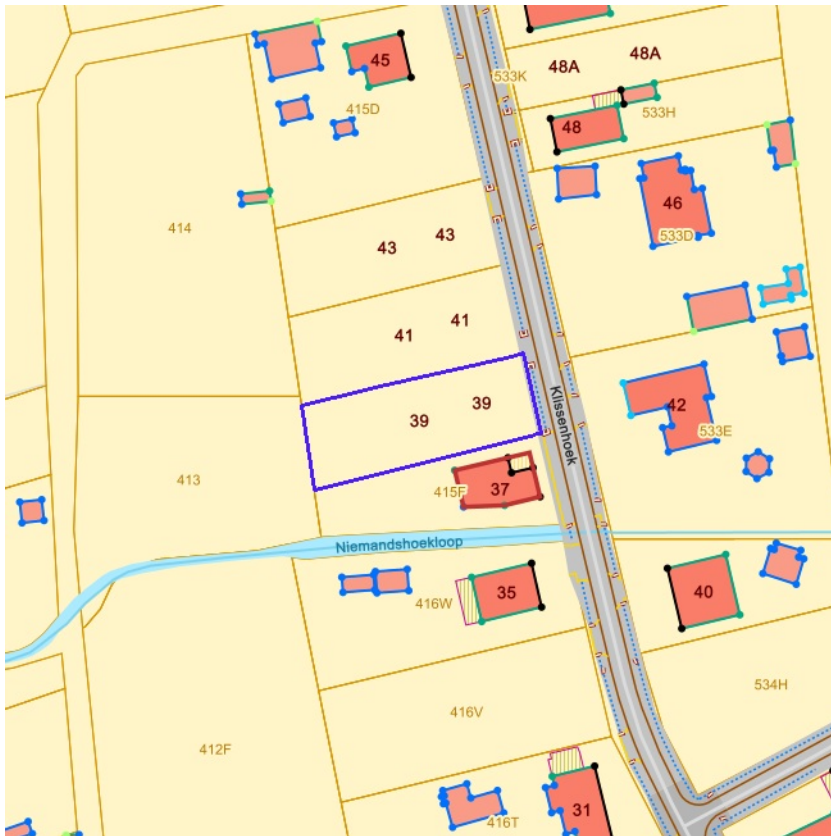 45
415D
533K
48A
48A
533H
48
46
533D
414
43
43
41
41
39
39
Klissenhoek
42
533E
413
415F
37
Niemandshoekloop
35
416W
40
534H
416V
412F
31
416T